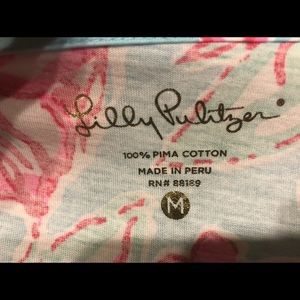 Lilly Pulitzer®
100% PIMA COTTON
MADE IN PERU
RN# 88189
M